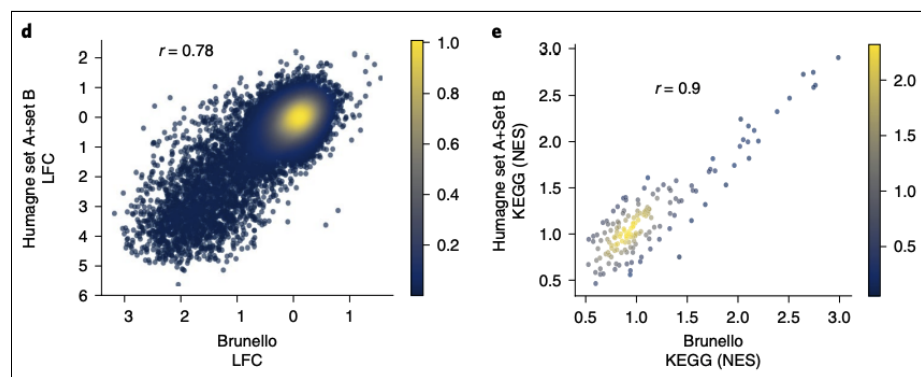 d
r = 0.78
2
1
0
1
2
3
4
5
6
3
2
1
0
1
Humagne set A+set B
LFC
Brunello
LFC
1.0
0.8
0.6
0.4
0.2
e
r = 0.9
3.0
2.5
2.0
1.5
1.0
0.5
0.5
1.0
1.5
2.0
2.5
3.0
Humagne set A+Set B
KEGG (NES)
Brunello
KEGG (NES)
2.0
1.5
1.0
0.5